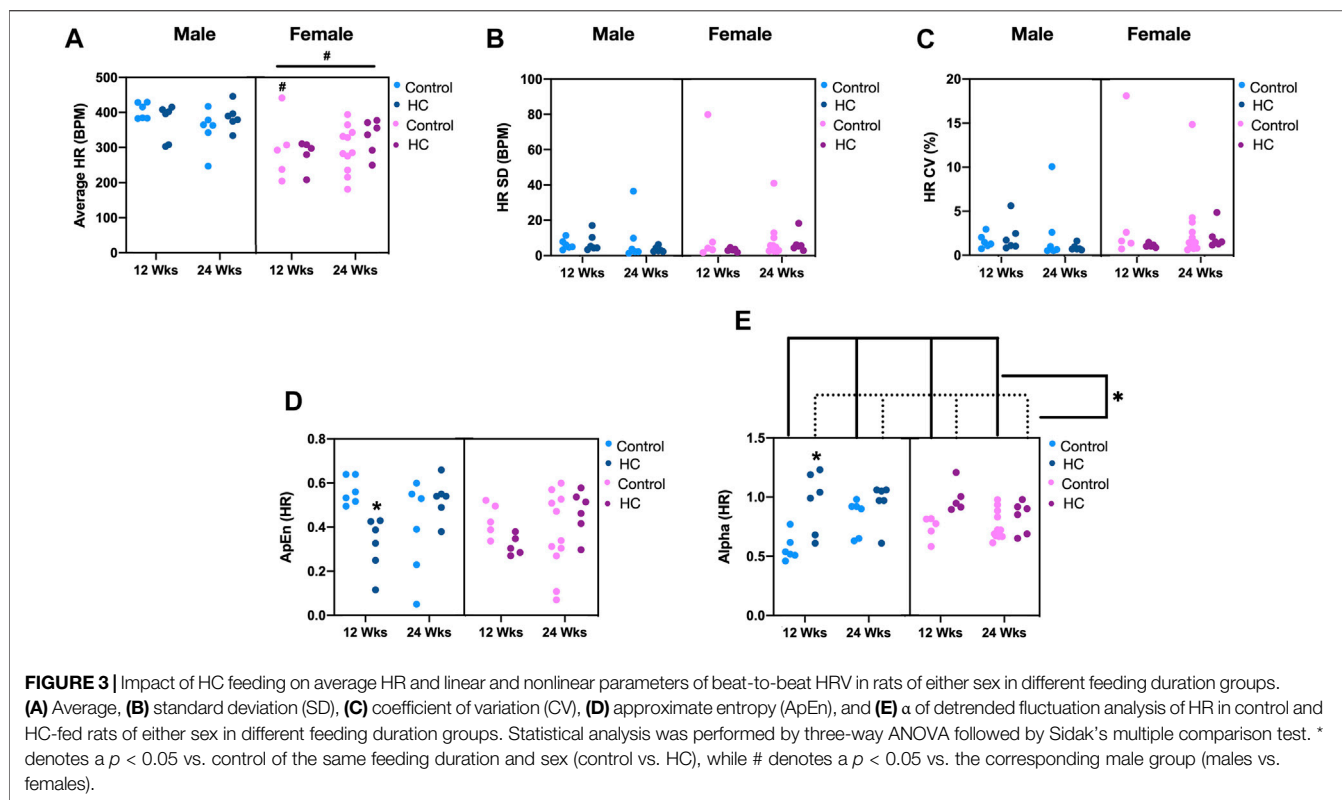 A
Male
Female
#
#
Average HR (BPM)
500
400
300
200
100
0
12 Wks
24 Wks
12 Wks
24 Wks
Control
HC
Control
HC
B
Male
Female
HR SD (BPM)
100
80
60
40
20
0
12 Wks
24 Wks
12 Wks
24 Wks
Control
HC
Control
HC
C
Male
Female
HR CV (%)
20
15
10
5
0
12 Wks
24 Wks
12 Wks
24 Wks
Control
HC
Control
HC
D
*
ApEn (HR)
0.8
0.6
0.4
0.2
0.0
12 Wks
24 Wks
12 Wks
24 Wks
Control
HC
Control
HC
E
*
*
Alpha (HR)
1.5
1.0
0.5
0.0
12 Wks
24 Wks
12 Wks
24 Wks
Control
HC
Control
HC
FIGURE 3 | Impact of HC feeding on average HR and linear and nonlinear parameters of beat-to-beat HRV in rats of either sex in different feeding duration groups.
(A) Average, (B) standard deviation (SD), (C) coefficient of variation (CV), (D) approximate entropy (ApEn), and (E) α of detrended fluctuation analysis of HR in control and
HC-fed rats of either sex in different feeding duration groups. Statistical analysis was performed by three-way ANOVA followed by Sidak's multiple comparison test. *
denotes a p < 0.05 vs. control of the same feeding duration and sex (control vs. HC), while # denotes a p < 0.05 vs. the corresponding male group (males vs.
females).